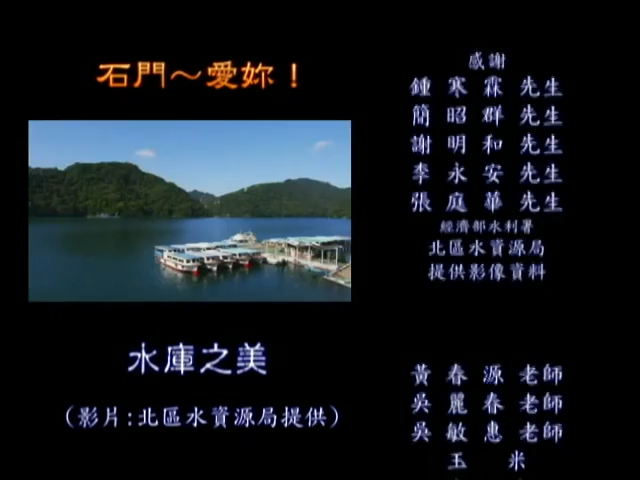 石門～愛妳！
水庫之美
（影片:北區水資源局提供）
感謝
鍾寒霖 先生
簡昭群 先生
謝明和 先生
李永安 先生
張庭華 先生
經濟部水利署
北區水資源局
提供影像資料
黃春源 老師
吳麗春 老師
吳敏惠 老師
玉米